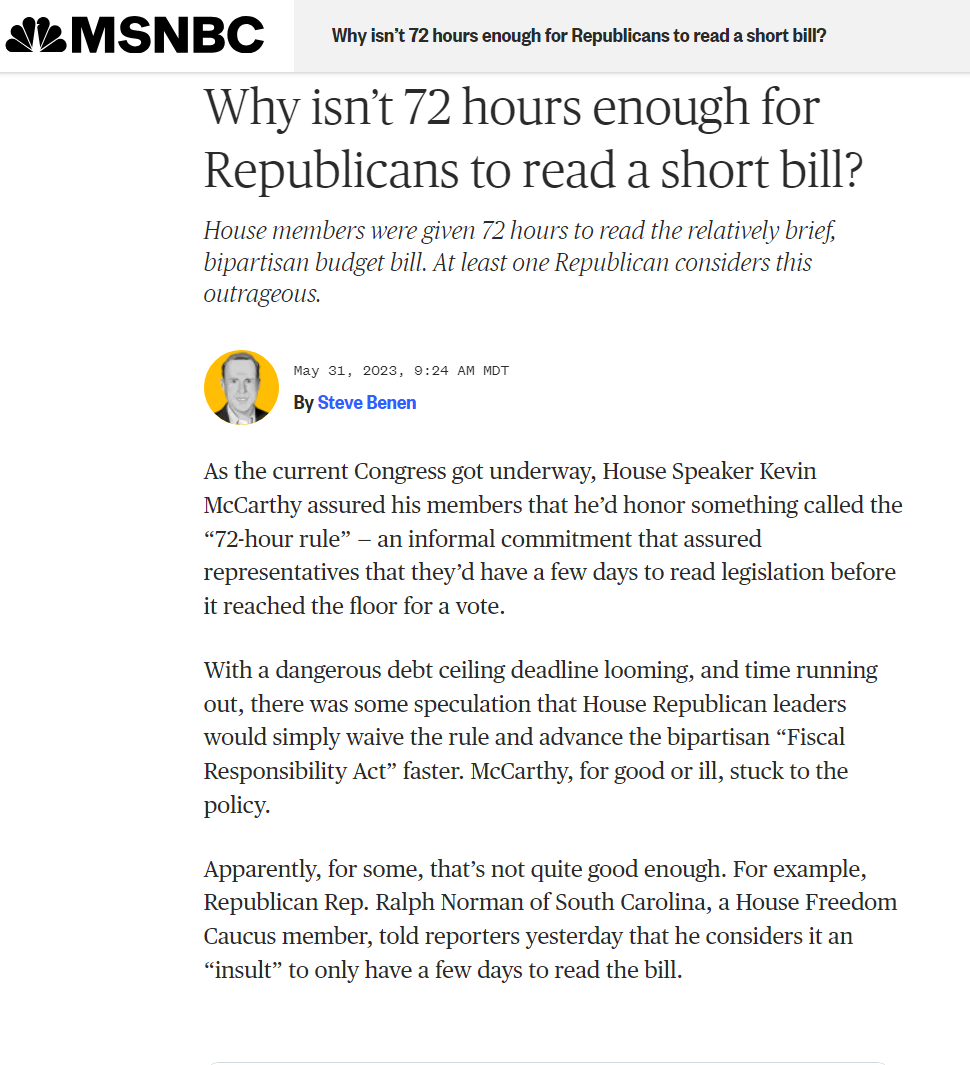 MSNBC
Why isn’t 72 hours enough for Republicans to read a short bill?
Why isn’t 72 hours enough for
Republicans to read a short bill?
House members were given 72 hours to read the relatively brief,
bipartisan budget bill. At least one Republican considers this
outrageous.
May 31, 2023, 9:24 AM MDT
By Steve Benen
As the current Congress got underway, House Speaker Kevin
McCarthy assured his members that he’d honor something called the
“72-hour rule” — an informal commitment that assured
representatives that they’d have a few days to read legislation before
it reached the floor for a vote.
With a dangerous debt ceiling deadline looming, and time running
out, there was some speculation that House Republican leaders
would simply waive the rule and advance the bipartisan “Fiscal
Responsibility Act” faster. McCarthy, for good or ill, stuck to the
policy.
Apparently, for some, that’s not quite good enough. For example,
Republican Rep. Ralph Norman of South Carolina, a House Freedom
Caucus member, told reporters yesterday that he considers it an
“insult” to only have a few days to read the bill.